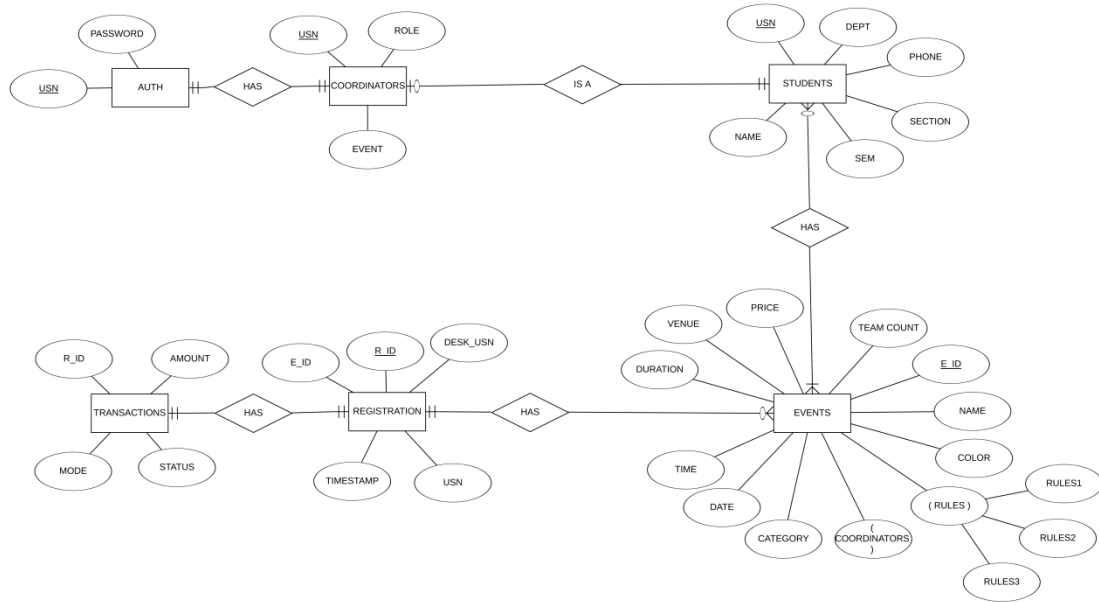 USN
DEPT
ROLE
USN
PASSWORD
PHONE
AUTH
HAS
COORDINATORS
IS A
STUDENTS
USN
SECTION
NAME
EVENT
SEM
HAS
PRICE
VENUE
TEAM COUNT
DESK_USN
R_ID
E_ID
R_ID
AMOUNT
E_ID
DURATION
TRANSACTIONS
HAS
REGISTRATION
HAS
EVENTS
NAME
COLOR
MODE
STATUS
TIMESTAMP
USN
TIME
RULES1
DATE
( RULES )
CATEGORY
(
COORDINATORS
)
RULES2
RULES3